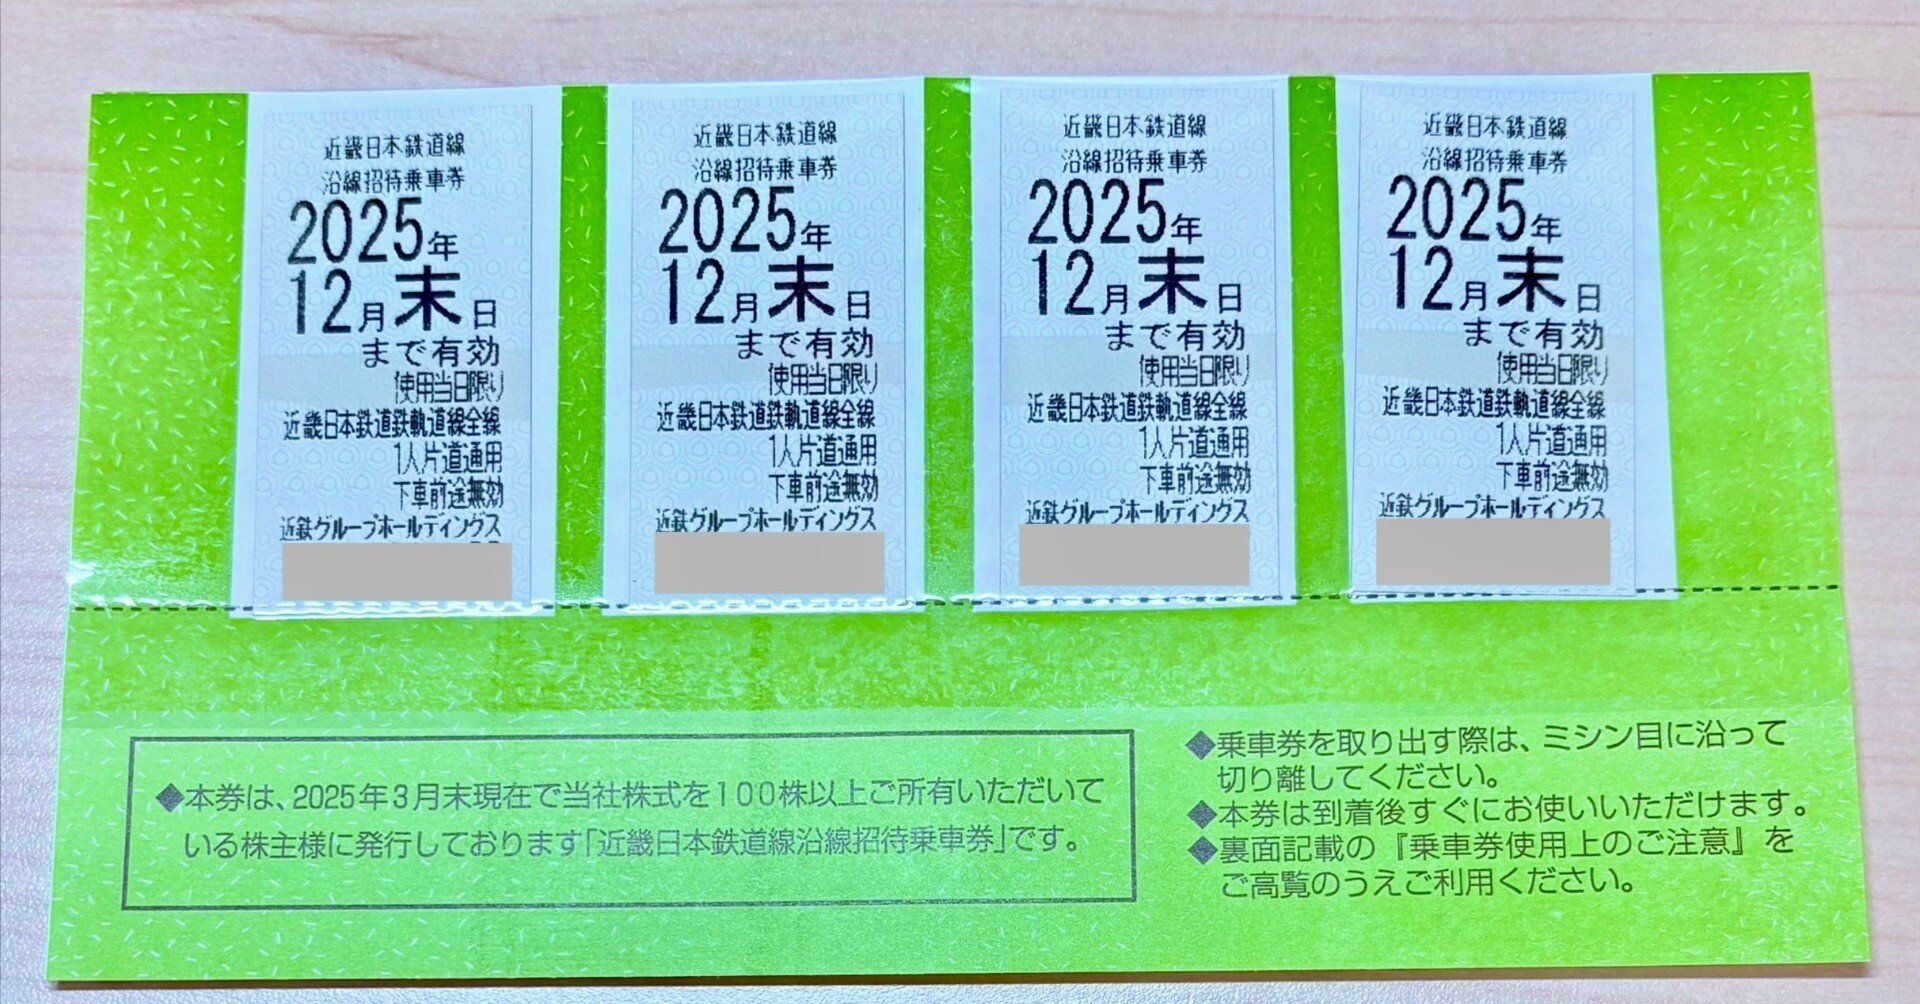 近畿日本鉄道線
沿線招待乗車券
2025年
12月末日
まで有効
使用当日限り
近畿日本鉄道鉄軌道線全線
1人片道通用
下車前途無効
近鉄グループホールディングス
近畿日本鉄道線
沿線招待乗車券
2025年
12月末日
まで有効
使用当日限り
近畿日本鉄道鉄軌道線全線
1人片道通用
下車前途無効
近鉄グループホールディングス
近畿日本鉄道線
沿線招待乗車券
2025年
12月末日
まで有効
使用当日限り
近畿日本鉄道鉄軌道線全線
1人片道通用
下車前途無効
近鉄グループホールディングス
近畿日本鉄道線
沿線招待乗車券
2025年
12月末日
まで有効
使用当日限り
近畿日本鉄道鉄軌道線全線
1人片道通用
下車前途無効
近鉄グループホールディングス
◆本券は、2025年3月末現在で当社株式を100株以上ご所有いただいて
いる株主様に発行しております「近畿日本鉄道線沿線招待乗車券」です。
◆乗車券を取り出す際は、ミシン目に沿って
切り離してください。
◆本券は到着後すぐにお使いいただけます。
◆裏面記載の『乗車券使用上のご注意』を
ご高覧のうえご利用ください。